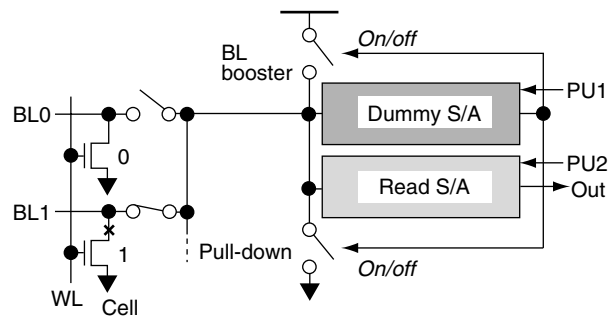 On/off
BL
booster
PU1
BL0
Dummy S/A
0
PU2
Read S/A
Out
BL1
1
Pull-down
On/off
WL
Cell